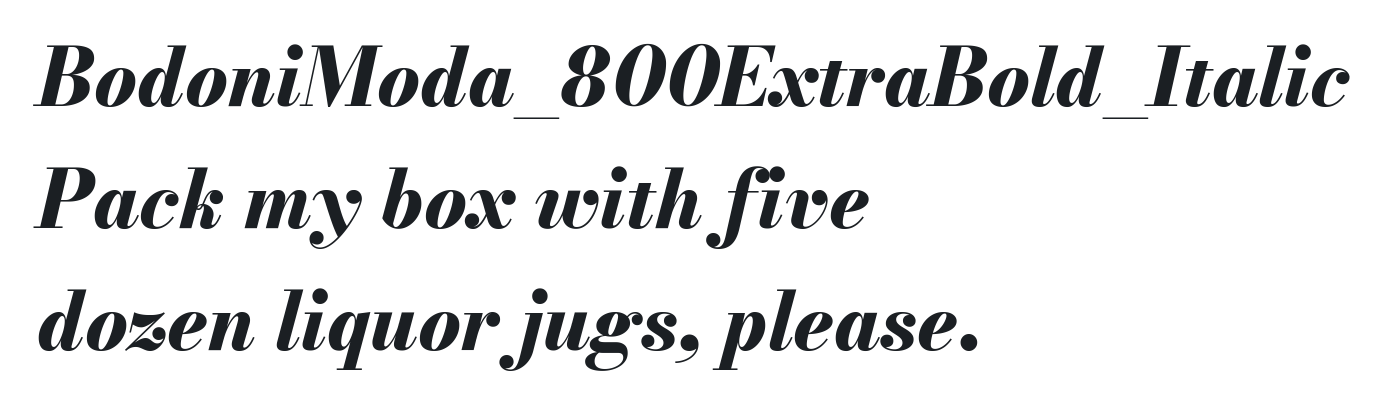 BodoniModa_800ExtraBold_Italic
Pack my box with five
dozen liquor jugs, please.